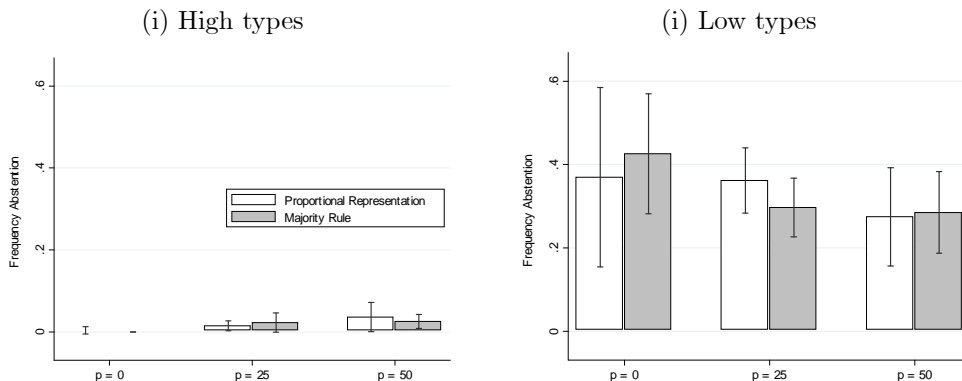 (i) High types
Frequency Abstention
.6
.4
.2
0
Proportional Representation
Majority Rule
p = 0
p = 25
p = 50
(i) Low types
Frequency Abstention
.6
.4
.2
0
p = 0
p = 25
p = 50